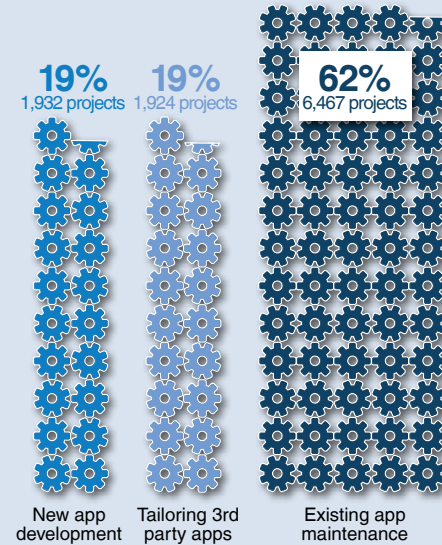 19%
1,932 projects
19%
1,924 projects
62%
6,467 projects
New app
development
Tailoring 3rd
party apps
Existing app
maintenance